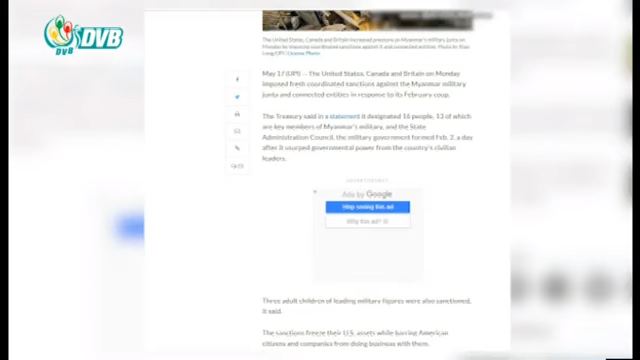 DVB
DVB
The United States, Canada and Britain increased pressure on Myanmar's military junta on
Monday by imposing coordinated sanctions against it and connected entities.
May 17 (UPI) -- The United States, Canada and Britain on Monday
imposed fresh coordinated sanctions against the Myanmar military
junta and connected entities in response to its February coup.
The Treasury said in a statement it designated 16 people, 13 of which
are key members of Myanmar's military, and the State
Administration Council, the military government formed Feb. 2, a day
after it usurped governmental power from the country's civilian
leaders.
ADVERTISEMENT
Ads by Google
Stop seeing this ad
Why this ad?
Three adult children of leading military figures were also sanctioned,
it said.
The sanctions freeze their U.S. assets while barring American
citizens and companies from doing business with them.